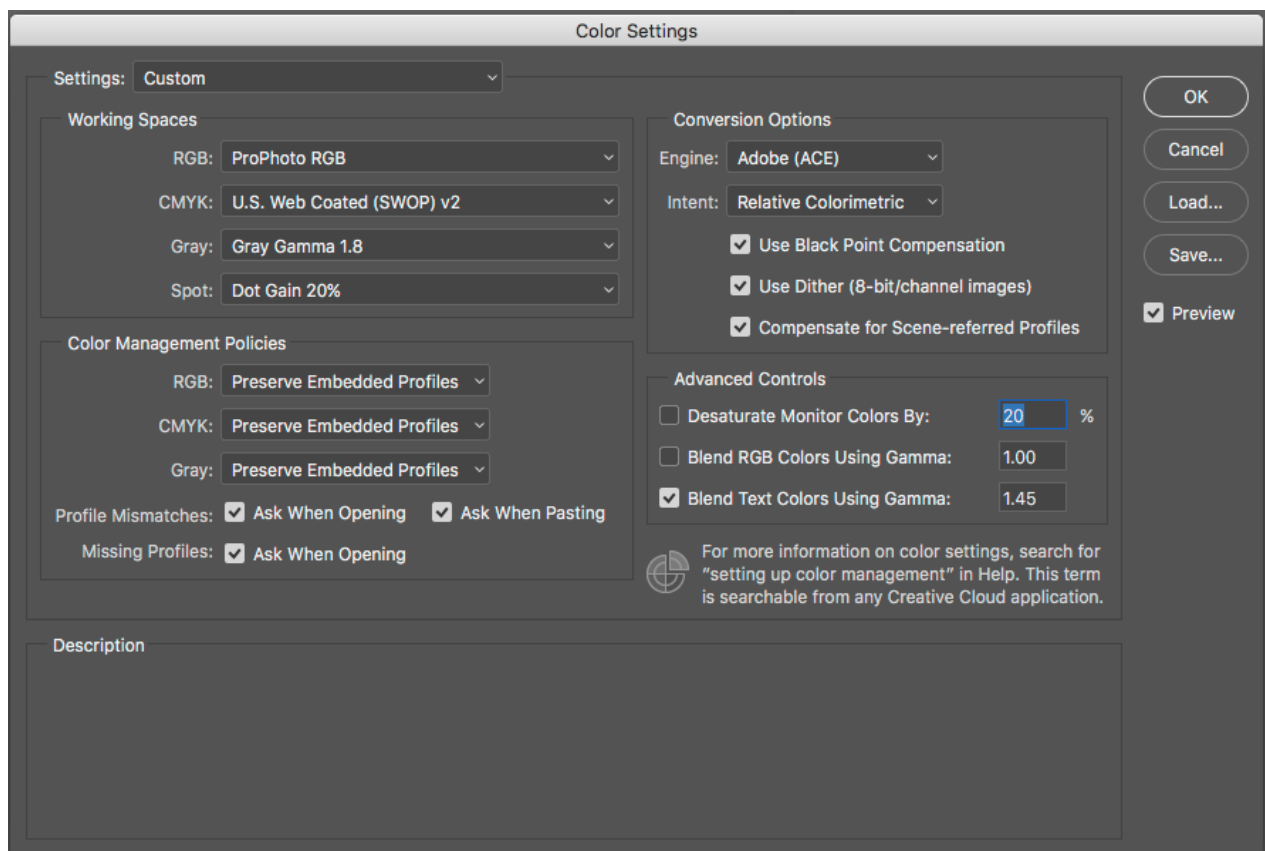 Color Settings
Settings: Custom
Working Spaces
RGB: ProPhoto RGB
CMYK: U.S. Web Coated (SWOP) v2
Gray: Gray Gamma 1.8
Spot: Dot Gain 20%
Color Management Policies
RGB: Preserve Embedded Profiles
CMYK: Preserve Embedded Profiles
Gray: Preserve Embedded Profiles
Profile Mismatches: Ask When Opening Ask When Pasting
Missing Profiles: Ask When Opening
Conversion Options
Engine: Adobe (ACE)
Intent: Relative Colorimetric
Use Black Point Compensation
Use Dither (8-bit/channel images)
Compensate for Scene-referred Profiles
Advanced Controls
Desaturate Monitor Colors By: 20 %
Blend RGB Colors Using Gamma: 1.00
Blend Text Colors Using Gamma: 1.45
For more information on color settings, search for
"setting up color management" in Help. This term
is searchable from any Creative Cloud application.
OK
Cancel
Load...
Save...
Preview
Description